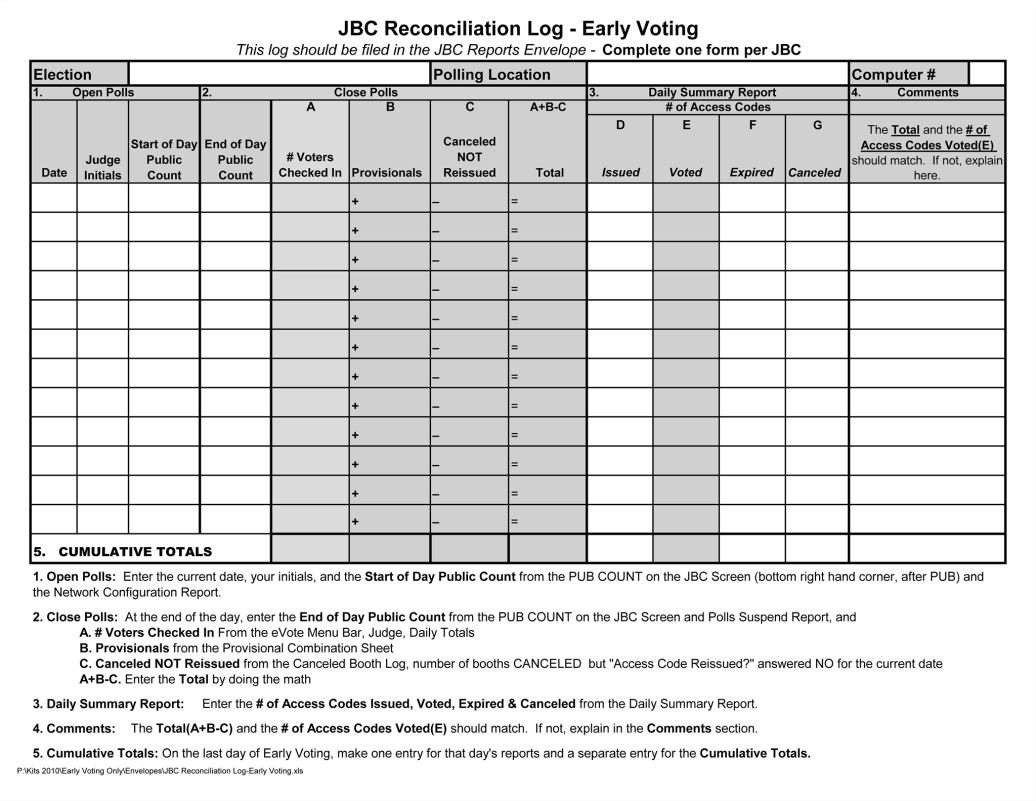 JBC Reconciliation Log - Early Voting
This log should be filed in the JBC Reports Envelope - Complete one form per JBC
Election Polling Location Computer #
1. Open Polls 2. Close Polls 3. Daily Summary Report 4. Comments
# of Access Codes
A B C A+B-C
D E F G
Date
Judge
Initials
Start of Day
Public
Count
End of Day
Public
Count
# Voters
Checked In
Provisionals
Canceled
NOT
Reissued
Total
Issued
Voted
Expired
Canceled
The Total and the # of
Access Codes Voted(E)
should match. If not, explain
here.
+ – =
+ – =
+ – =
+ – =
+ – =
+ – =
+ – =
+ – =
+ – =
+ – =
+ – =
+ – =
5. CUMULATIVE TOTALS
1. Open Polls: Enter the current date, your initials, and the Start of Day Public Count from the PUB COUNT on the JBC Screen (bottom right hand corner, after PUB) and
the Network Configuration Report.
2. Close Polls: At the end of the day, enter the End of Day Public Count from the PUB COUNT on the JBC Screen and Polls Suspend Report, and
A. # Voters Checked In From the eVote Menu Bar, Judge, Daily Totals
B. Provisionals from the Provisional Combination Sheet
C. Canceled NOT Reissued from the Canceled Booth Log, number of booths CANCELED but "Access Code Reissued?" answered NO for the current date
A+B-C. Enter the Total by doing the math
3. Daily Summary Report: Enter the # of Access Codes Issued, Voted, Expired & Canceled from the Daily Summary Report.
4. Comments: The Total(A+B-C) and the # of Access Codes Voted(E) should match. If not, explain in the Comments section.
5. Cumulative Totals: On the last day of Early Voting, make one entry for that day's reports and a separate entry for the Cumulative Totals.
P:\Kits 2010\Early Voting Only\Envelopes\JBC Reconciliation Log-Early Voting.xls